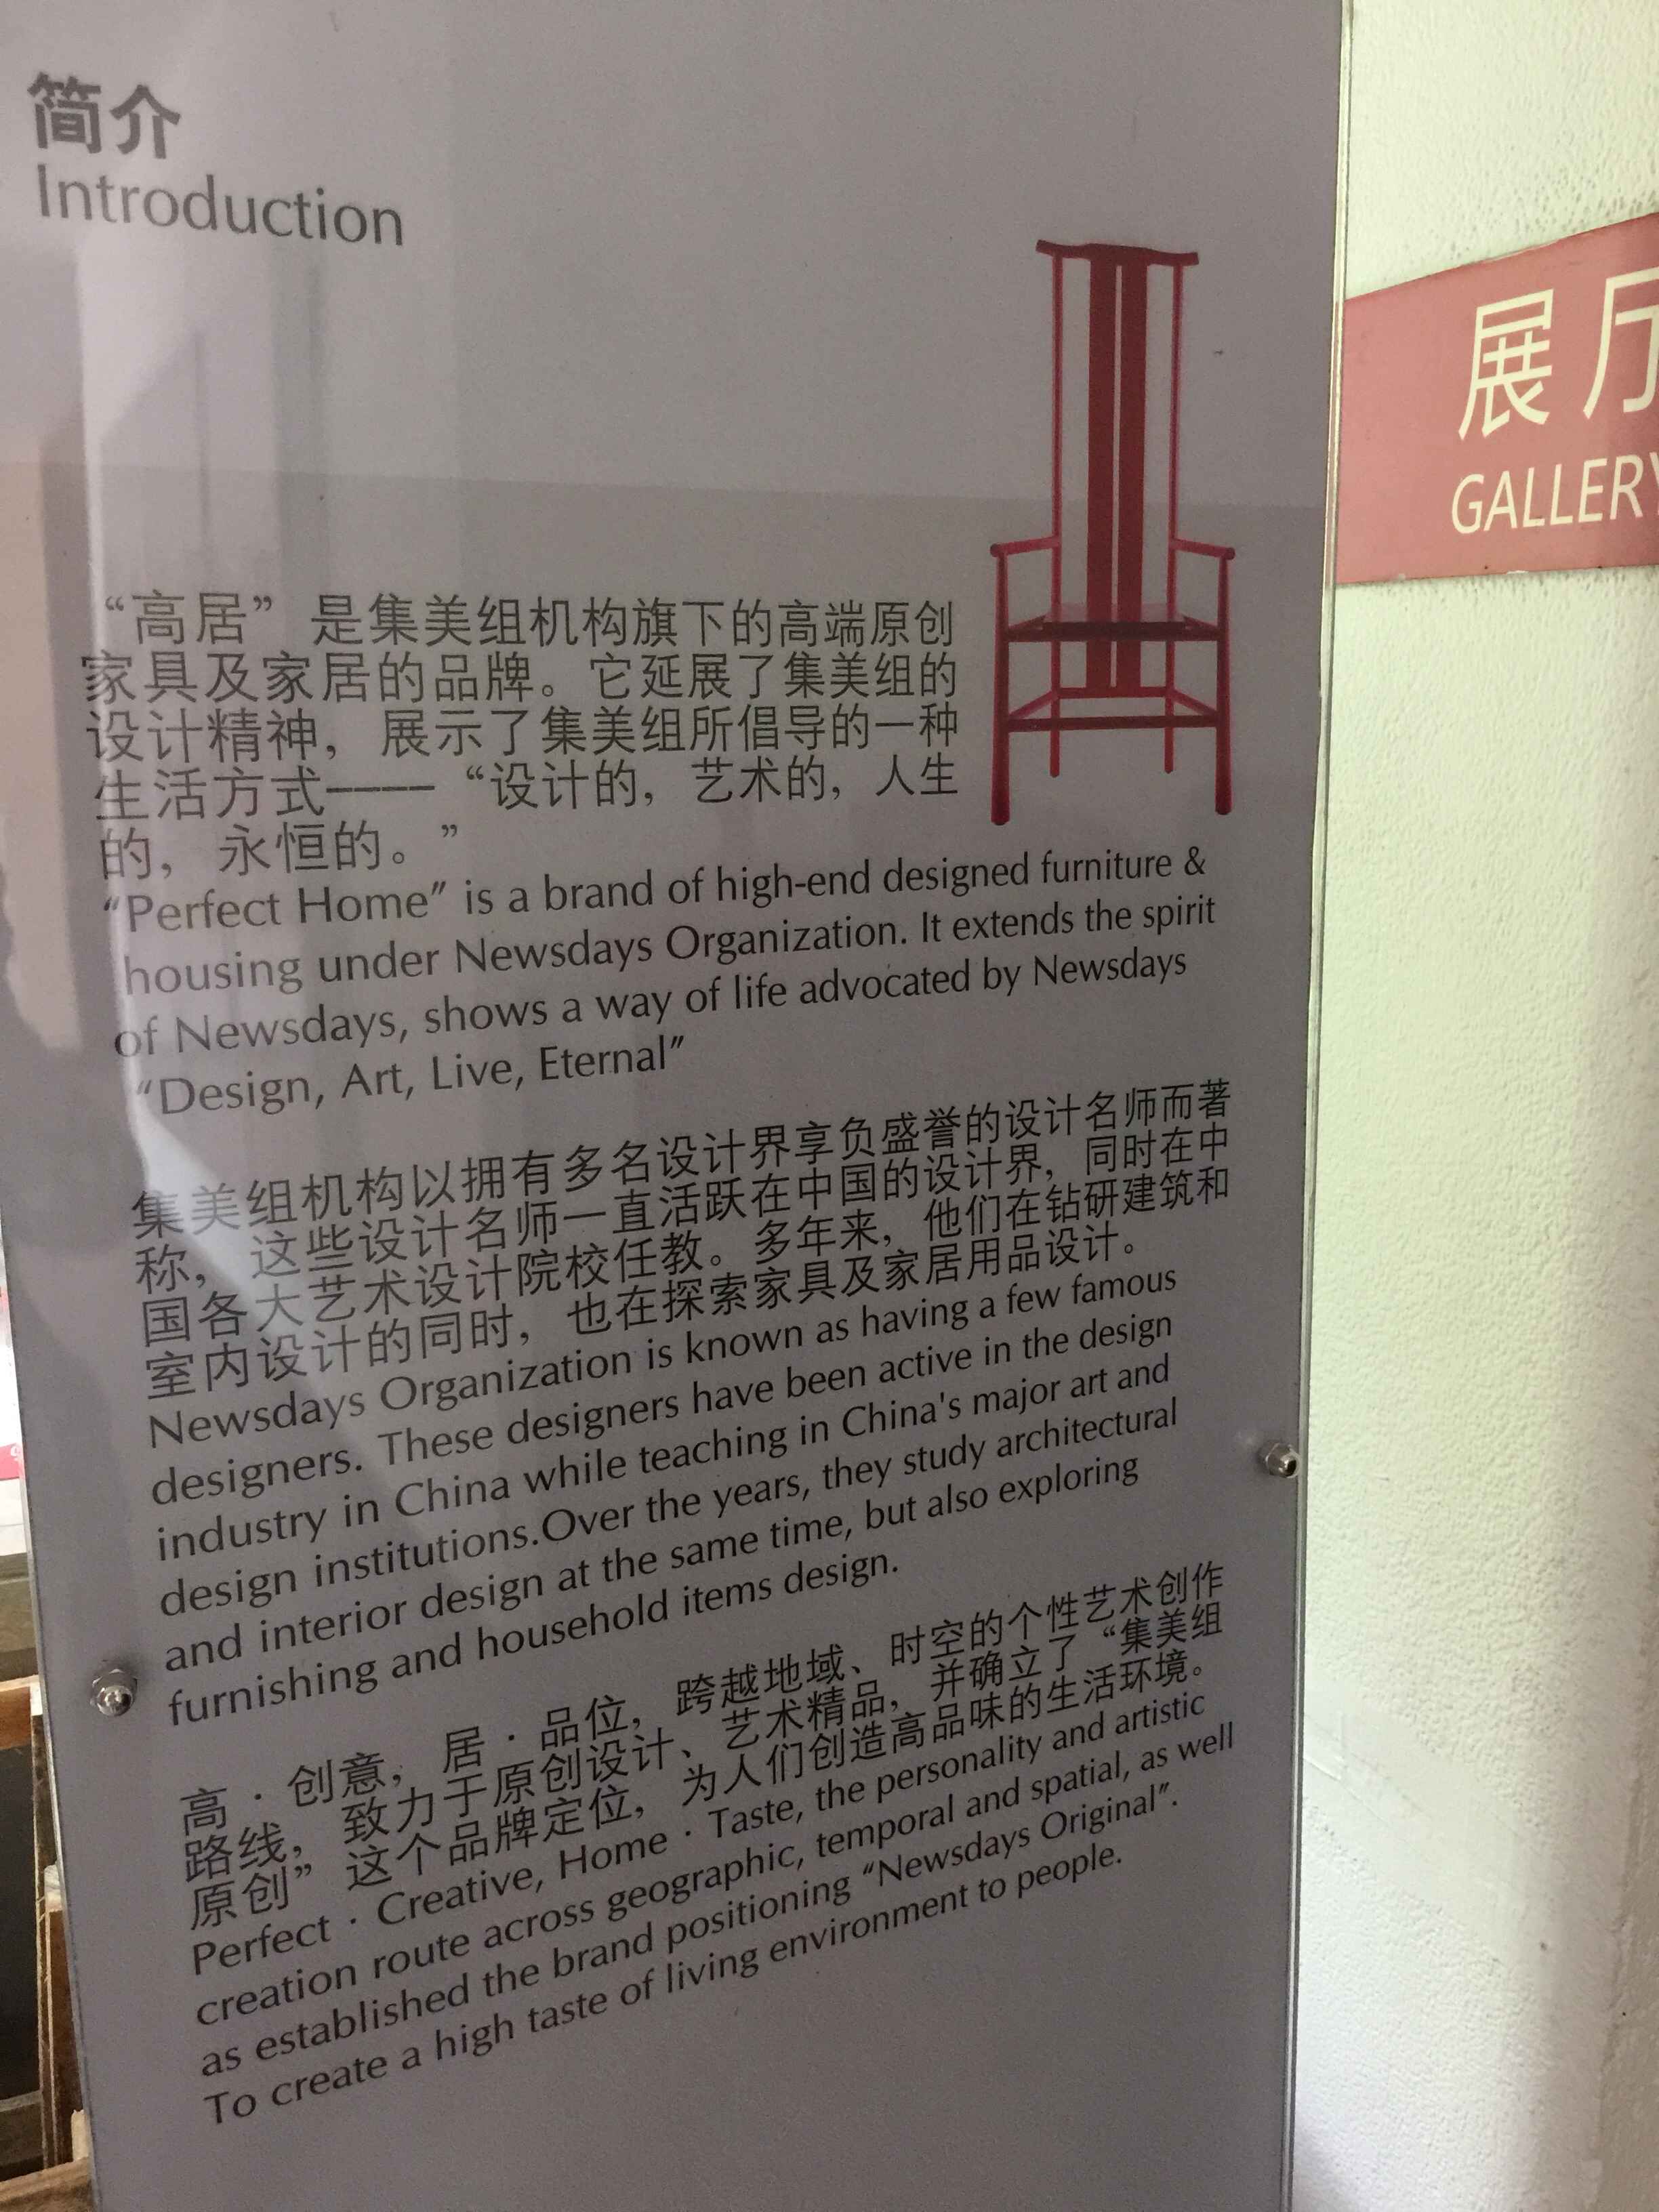 简介
Introduction
“高居”是集美组机构旗下的高端原创
家具及家居的品牌。它延展了集美组的
设计精神，展示了集美组所倡导的一种
生活方式————“设计的，艺术的，人生
的，永恒的。”
“Perfect Home” is a brand of high-end designed furniture &
housing under Newsdays Organization. It extends the spirit
of Newsdays, shows a way of life advocated by Newsdays
“Design, Art, Live, Eternal”
集美组机构以拥有多名设计界享负盛誉的设计名师而著
称，这些设计名师一直活跃在中国的设计界，同时在中
国各大艺术设计院校任教。多年来，他们在钻研建筑和
室内设计的同时，也在探索家具及家居用品设计。
Newsdays Organization is known as having a few famous
designers. These designers have been active in the design
industry in China while teaching in China's major art and
design institutions.Over the years, they study architectural
and interior design at the same time, but also exploring
furnishing and household items design.
高·创意，居·品位，跨越地域、时空的个性艺术创作
路线，致力于原创设计、艺术精品，并确立了“集美组
原创”这个品牌定位，为人们创造高品味的生活环境。
Perfect · Creative, Home · Taste, the personality and artistic
creation route across geographic, temporal and spatial, as well
as established the brand positioning “Newsdays Original”.
To create a high taste of living environment to people.
展厅
GALLERY